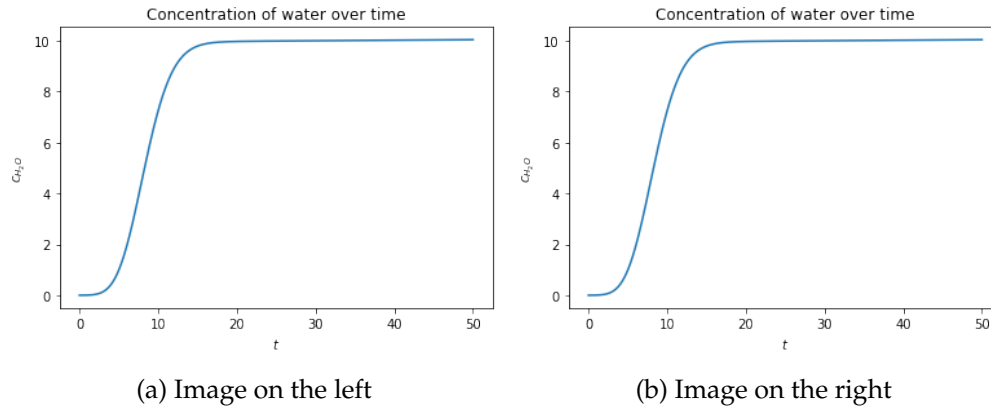 Concentration of water over time
10
8
6
4
2
0
c_{H_2O}
0 10 20 30 40 50
t
(a) Image on the left
Concentration of water over time
10
8
6
4
2
0
c_{H_2O}
0 10 20 30 40 50
t
(b) Image on the right